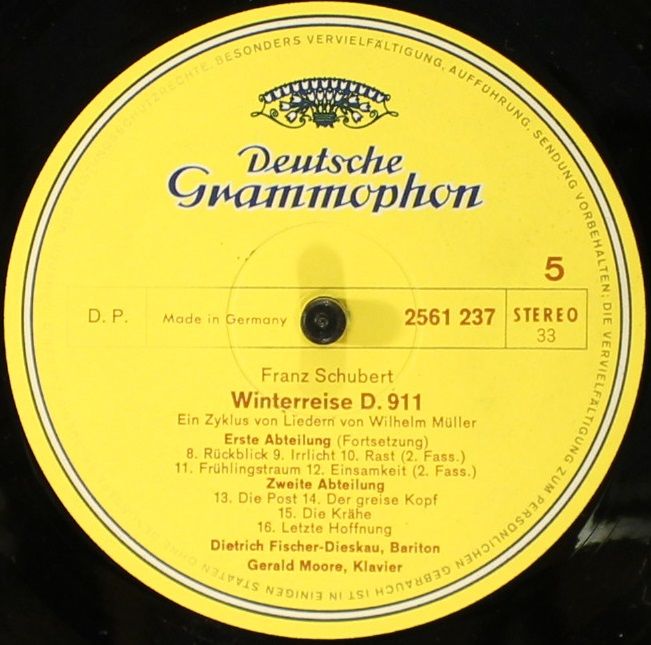 BESONDERS VERVIELFÄLTIGUNG, AUFFÜHRUNG, SENDUNG VORBEHALTEN; DIE VERVIELFÄLTIGUNG ZUM PERSÖNLICHEN GEBRAUCH IST IN EINIGEN STAATEN OHNE
Deutsche
Grammophon
5
D. P.
Made in Germany
2561 237
STEREO
33
Franz Schubert
Winterreise D. 911
Ein Zyklus von Liedern von Wilhelm Müller
Erste Abteilung (Fortsetzung)
8. Rückblick 9. Irrlicht 10. Rast (2. Fass.)
11. Frühlingstraum 12. Einsamkeit (2. Fass.)
Zweite Abteilung
13. Die Post 14. Der greise Kopf
15. Die Krähe
16. Letzte Hoffnung
Dietrich Fischer-Dieskau, Bariton
Gerald Moore, Klavier